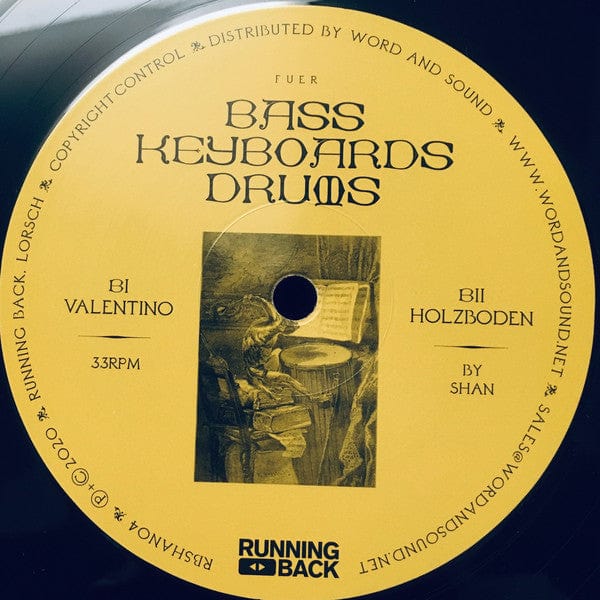 ℗+©2020 RUNNING BACK, LORSCH COPYRIGHT CONTROL DISTRIBUTED BY WORD AND SOUND WWW.WORDANDSOUND.NET SALES@WORDANDSOUND.NET
FUER
BASS
KEYBOARDS
DRUMS
BI
VALENTINO
33RPM
BII
HOLZBODEN
BY
SHAN
RBSHAN04
RUNNING
BACK